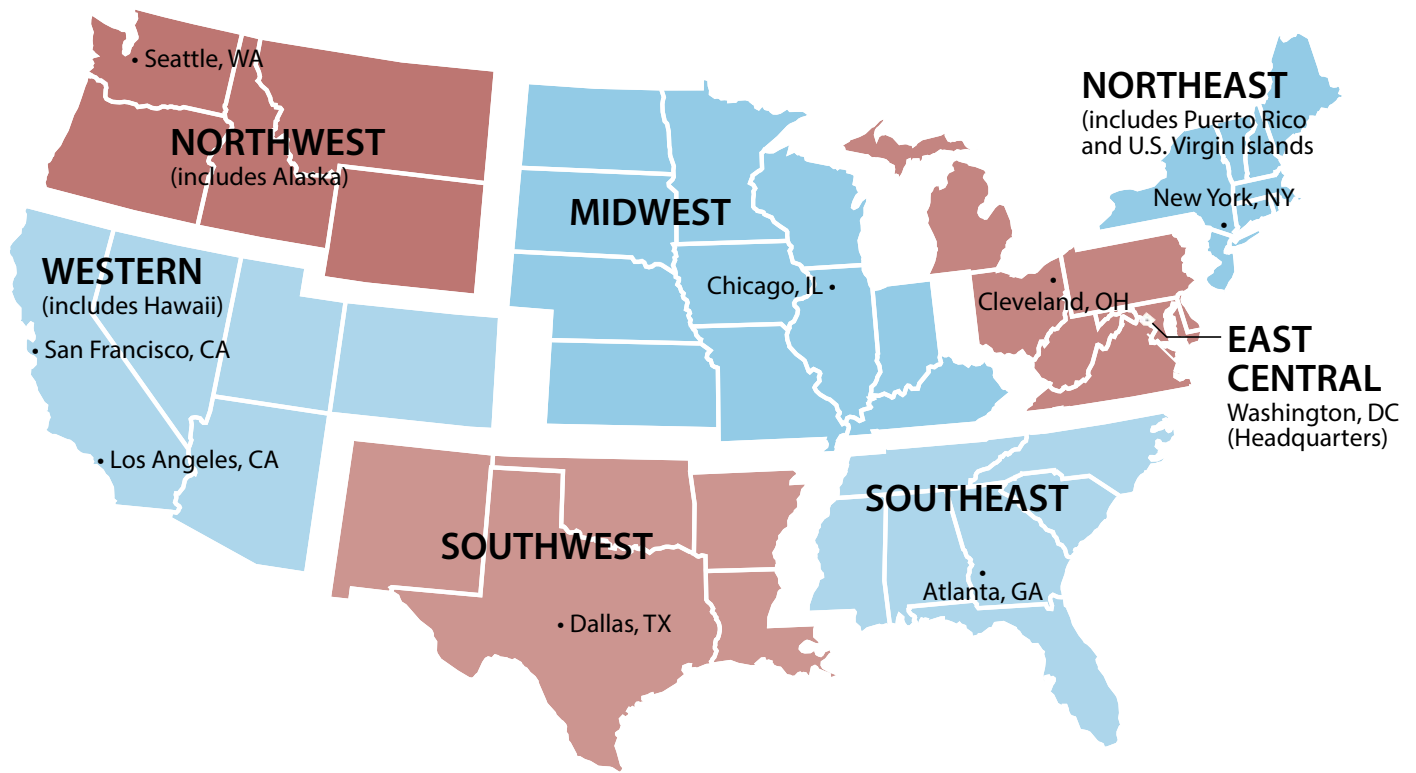 • Seattle, WA
NORTHWEST
(includes Alaska)
WESTERN
(includes Hawaii)
• San Francisco, CA
• Los Angeles, CA
MIDWEST
Chicago, IL •
SOUTHWEST
• Dallas, TX
NORTHEAST
(includes Puerto Rico
and U.S. Virgin Islands
New York, NY
Cleveland, OH
EAST
CENTRAL
Washington, DC
(Headquarters)
SOUTHEAST
Atlanta, GA